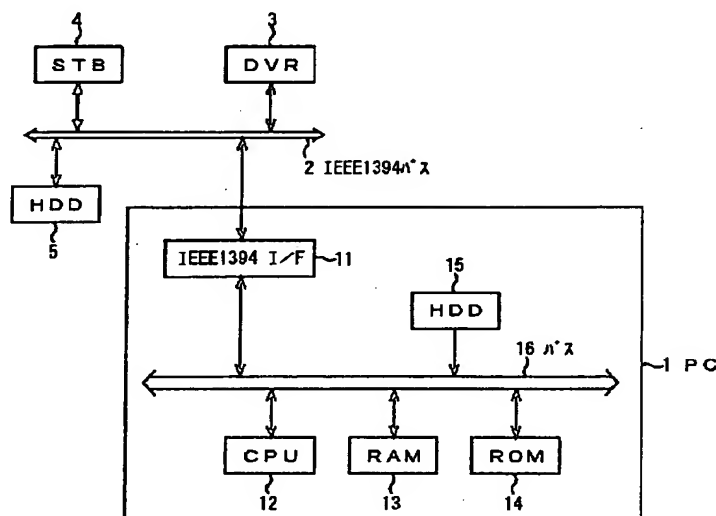 4
3
STB
DVR
2 IEEE1394バス
HDD
5
IEEE1394 I/F
11
15
HDD
16 バス
1 PC
CPU
RAM
ROM
12
13
14